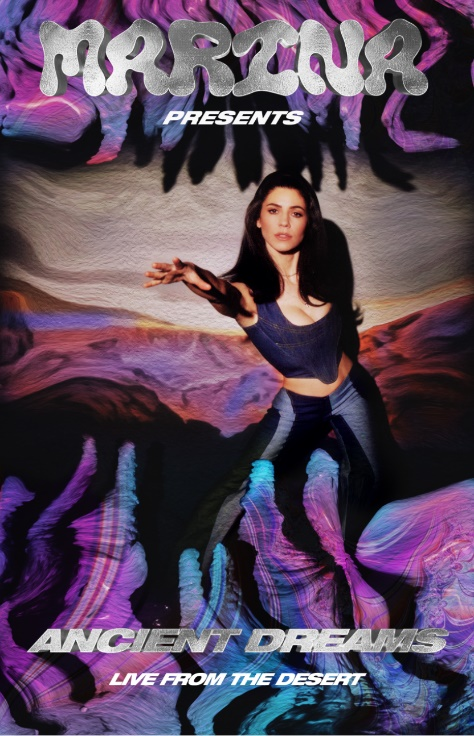 MARINA
PRESENTS
ANCIENT DREAMS
LIVE FROM THE DESERT